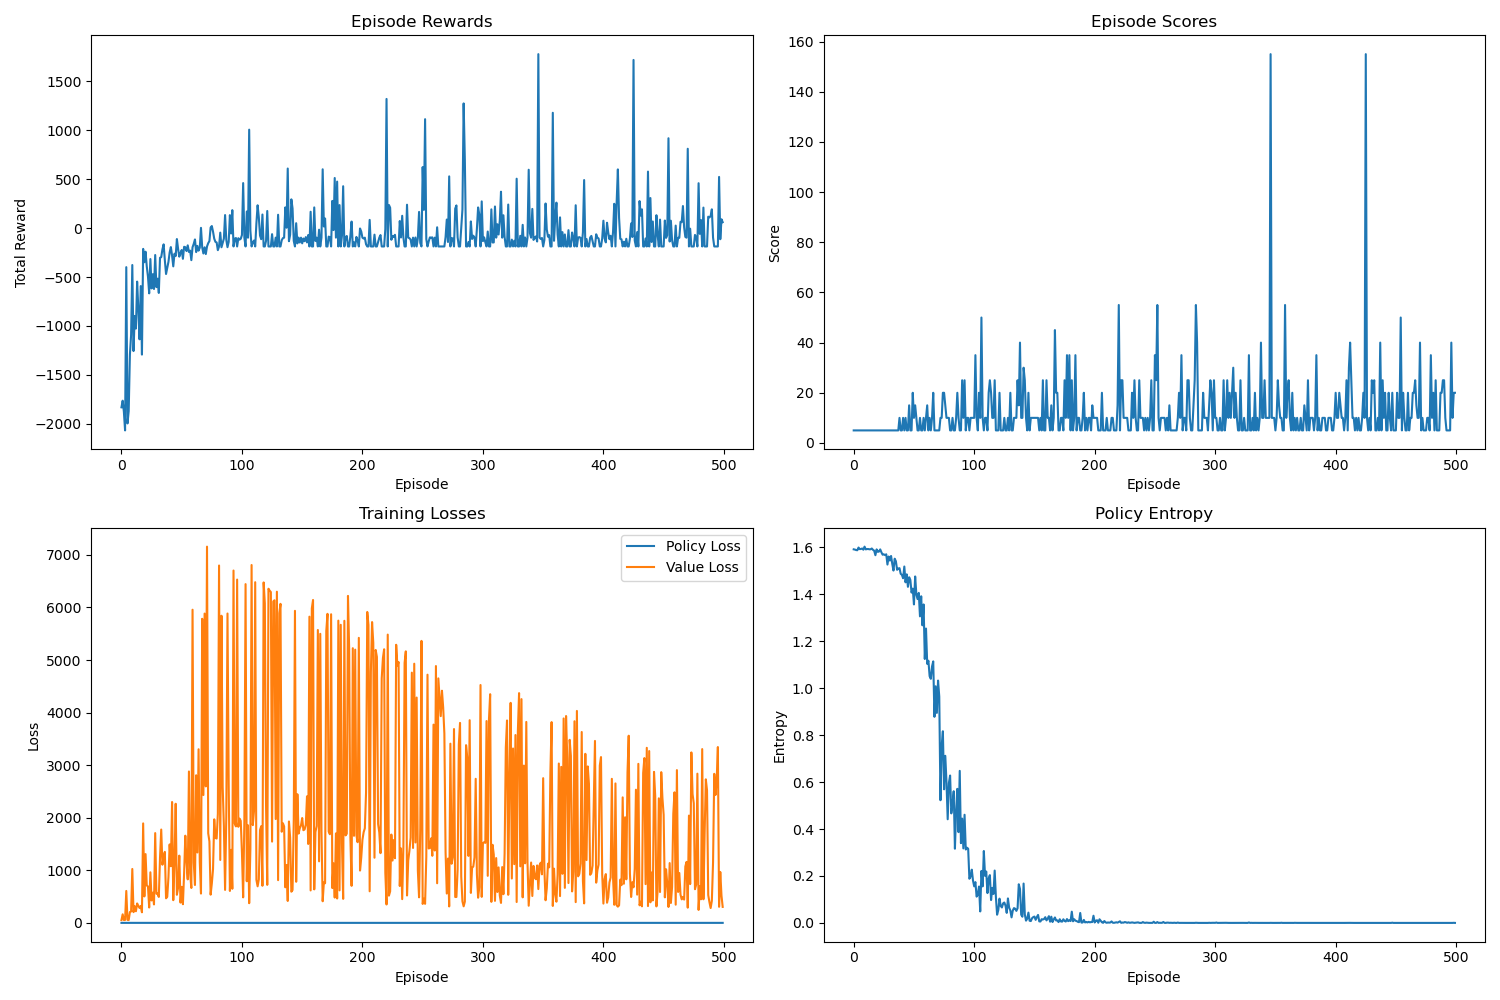 Episode Rewards
Total Reward
1500
1000
500
0
−500
−1000
−1500
−2000
0 100 200 300 400 500
Episode
Episode Scores
Score
160
140
120
100
80
60
40
20
0
0 100 200 300 400 500
Episode
Training Losses
Loss
7000
6000
5000
4000
3000
2000
1000
0
Policy Loss
Value Loss
0 100 200 300 400 500
Episode
Policy Entropy
Entropy
1.6
1.4
1.2
1.0
0.8
0.6
0.4
0.2
0.0
0 100 200 300 400 500
Episode